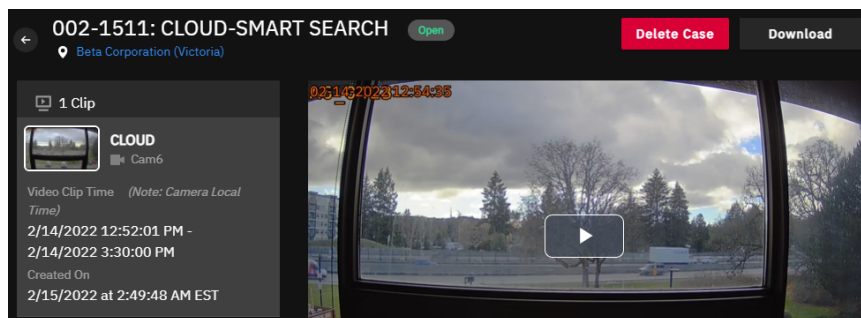 002-1511: CLOUD-SMART SEARCH
Open
Delete Case
Download
Beta Corporation (Victoria)
1 Clip
CLOUD
Cam6
Video Clip Time (Note: Camera Local
Time)
2/14/2022 12:52:01 PM -
2/14/2022 3:30:00 PM
Created On
2/15/2022 at 2:49:48 AM EST